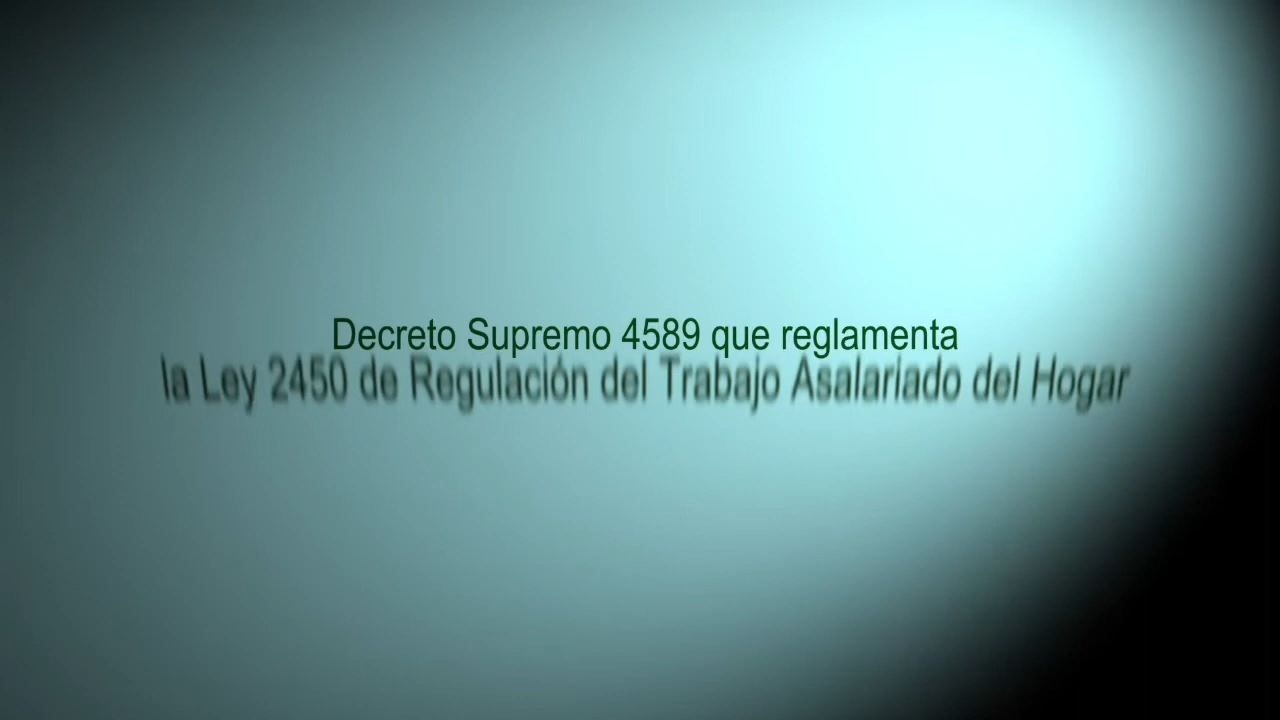 Decreto Supremo 4589 que reglamenta
la Ley 2450 de Regulación del Trabajo Asalariado del Hogar